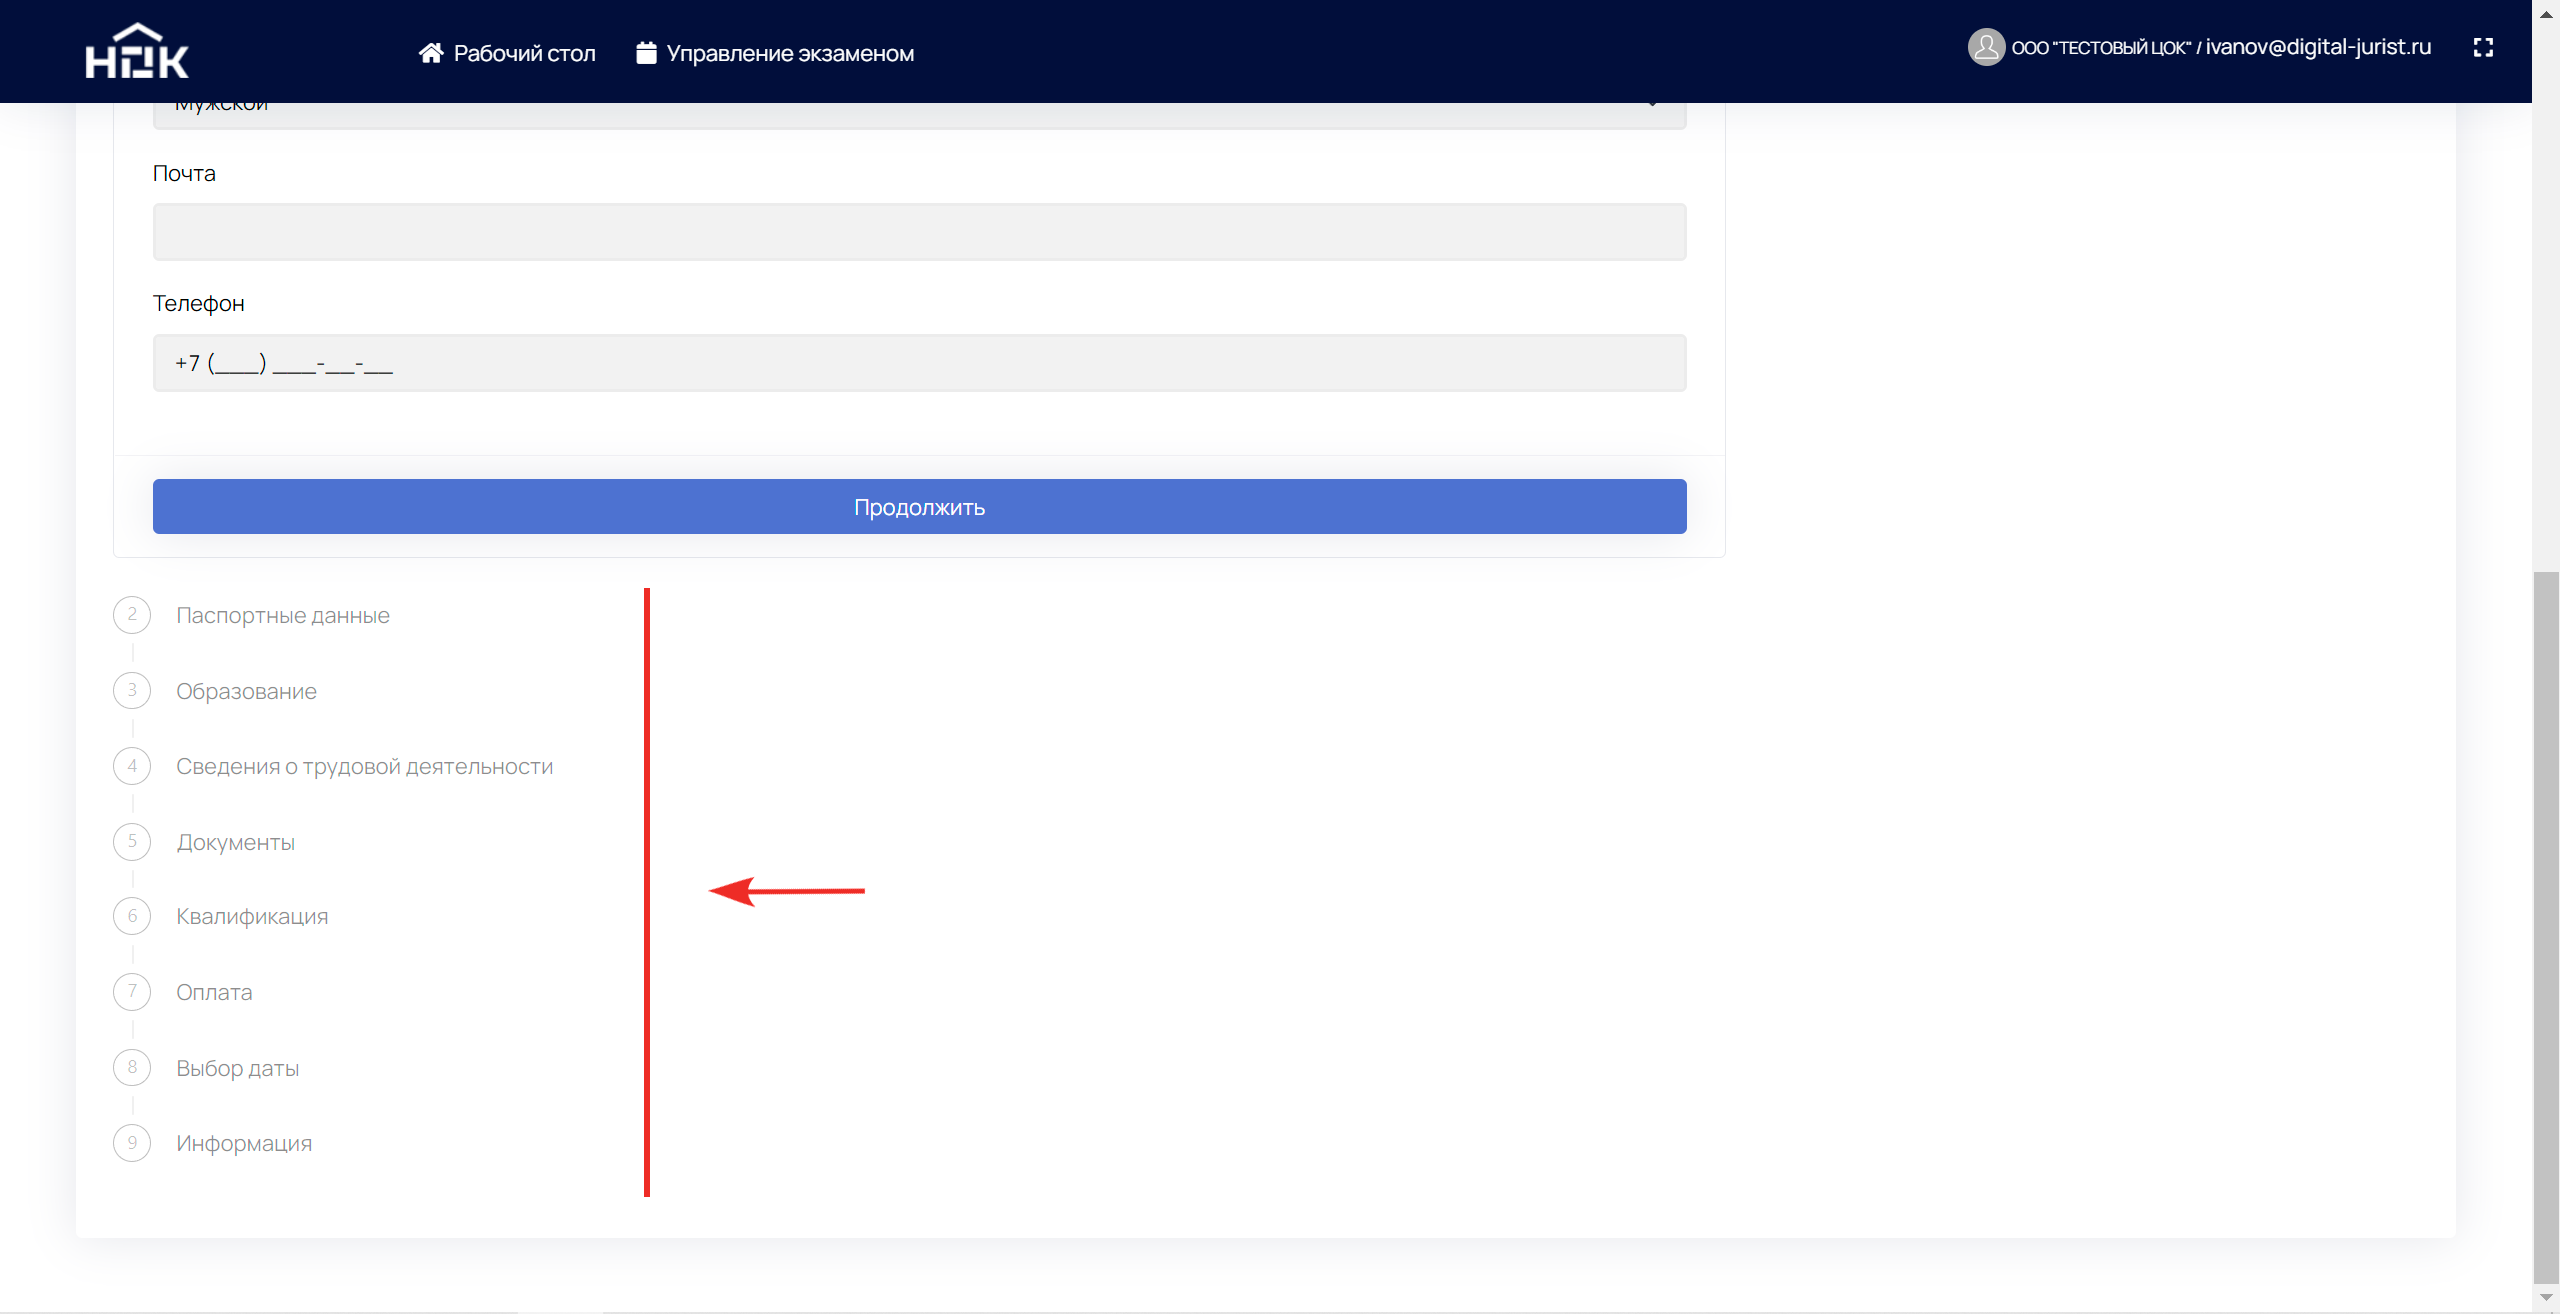 НОК
Рабочий стол
Управление экзаменом
ООО "ТЕСТОВЫЙ ЦОК" / ivanov@digital-jurist.ru
Мужской
Почта
Телефон
+7 (___) ___-__-__
Продолжить
2 Паспортные данные
3 Образование
4 Сведения о трудовой деятельности
5 Документы
6 Квалификация
7 Оплата
8 Выбор даты
9 Информация